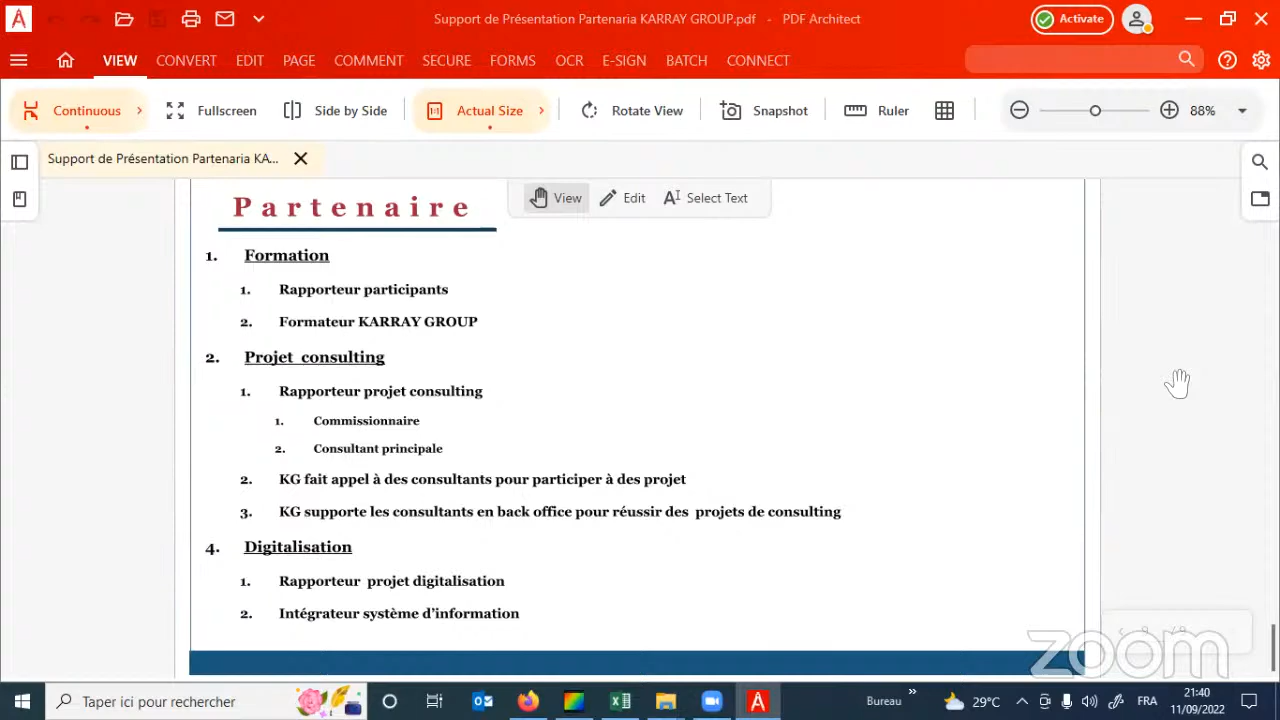 Support de Présentation Partenaria KARRAY GROUP.pdf - PDF Architect
Activate
VIEW CONVERT EDIT PAGE COMMENT SECURE FORMS OCR E-SIGN BATCH CONNECT
Continuous Fullscreen Side by Side Actual Size Rotate View Snapshot Ruler 88%
Support de Présentation Partenaria KA...
View Edit Select Text
Partenaire
1. Formation
1. Rapporteur participants
2. Formateur KARRAY GROUP
2. Projet consulting
1. Rapporteur projet consulting
1. Commissionnaire
2. Consultant principale
2. KG fait appel à des consultants pour participer à des projet
3. KG supporte les consultants en back office pour réussir des projets de consulting
4. Digitalisation
1. Rapporteur projet digitalisation
2. Intégrateur système d'information
zoom
Taper ici pour rechercher
Bureau
29°C
FRA
21:40
11/09/2022